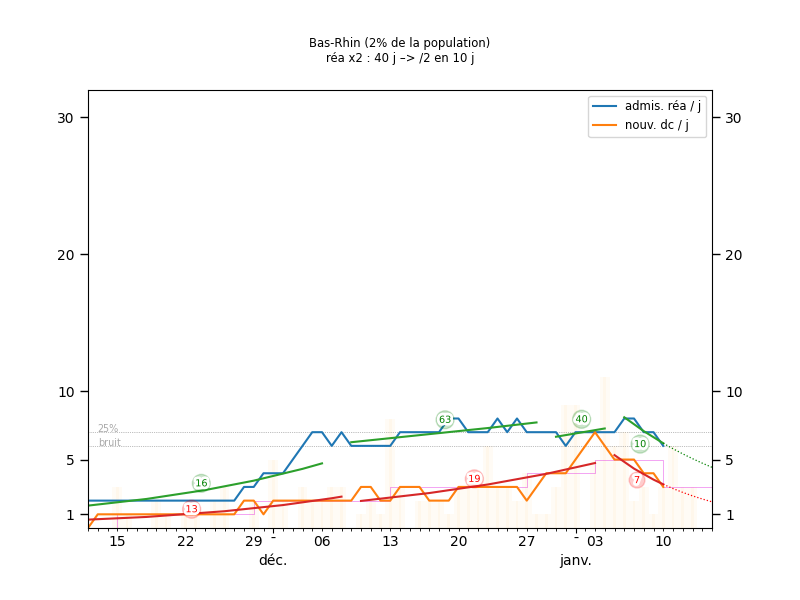 Bas-Rhin (2% de la population)
réa x2 : 40 j –> /2 en 10 j
admis. réa / j
nouv. dc / j
30 30
20 20
10 10
5 5
1 1
25%
bruit
16
13
63
19
40
10
7
15 22 29 - 06 13 20 27 - 03 10
déc. janv.